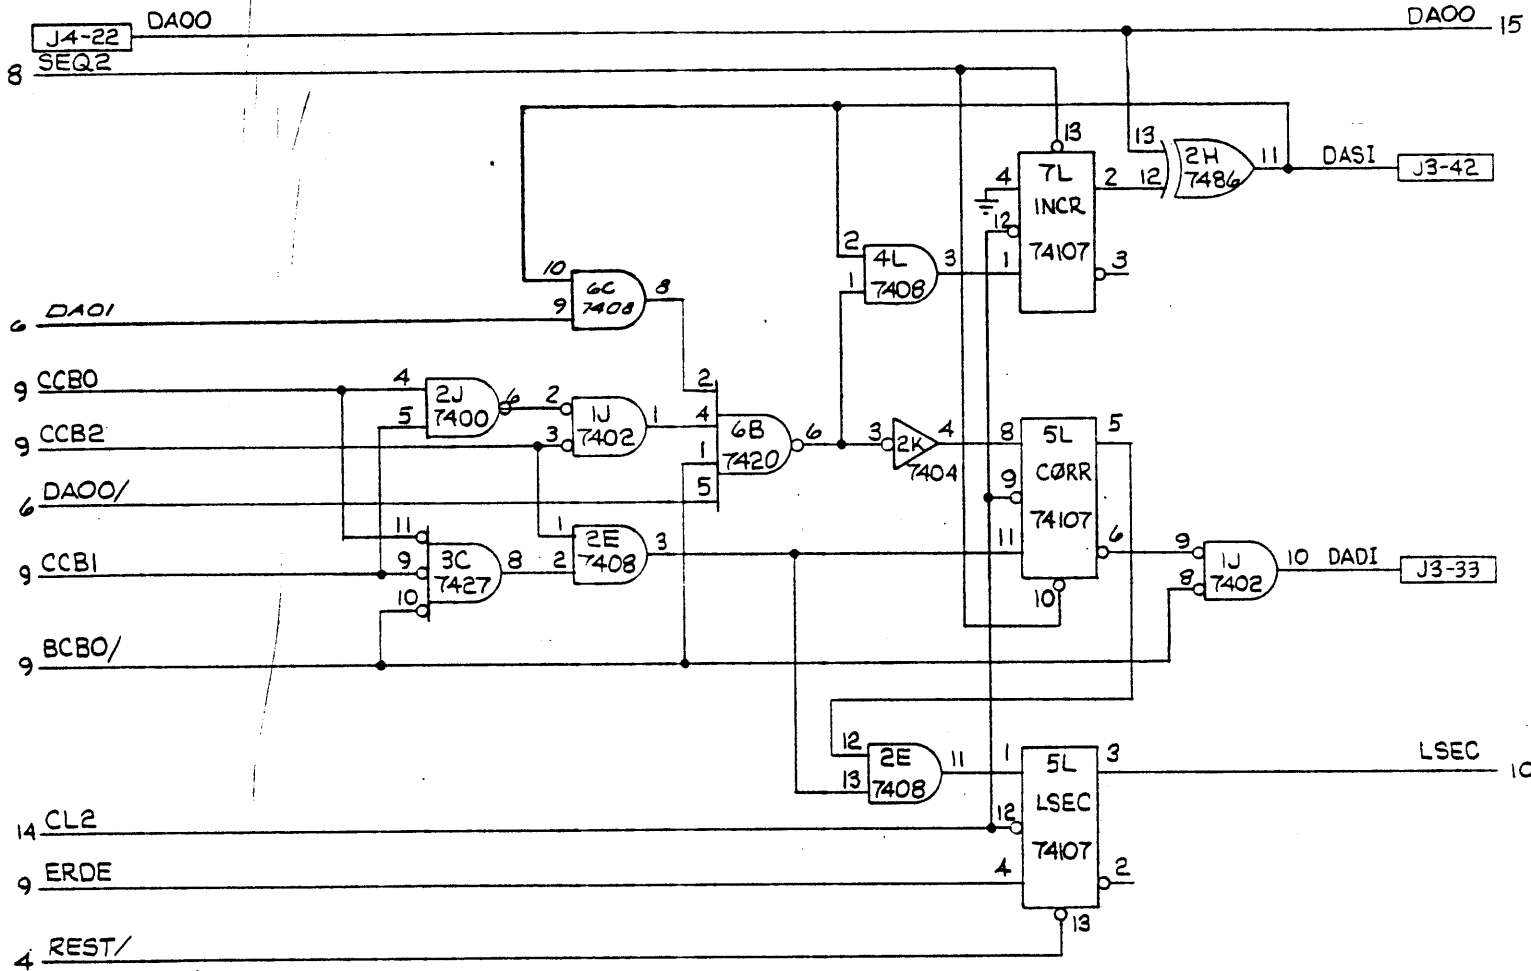 DA00 DA00
J4-22 15
8 SEQ2
13 13
4 7L 2 12 2H 7486 11 DASI J3-42
INCR
12
2 74107
10 4L 3 1 3
1 7408
6C 8
9 7408
6 DA01
9 CCB0 4 2
2J 6 2 1J 1 4 5L 5
5 7400 7402 6B 6 3 2K 4 8
9 CCB2 3 1 7420 7404 CØRR
6 DA00/ 5 9
11 1 2E 3 74107
3C 8 2 7408 11 6 9 1J 10 DADI J3-33
9 CCB1 9 7427 8 7402
10 10
9 BCB0/
12 2E 11 1 5L 3 LSEC 10
13 7408 LSEC
14 CL2 12
74107
9 ERDE 4 2
13
4 REST/